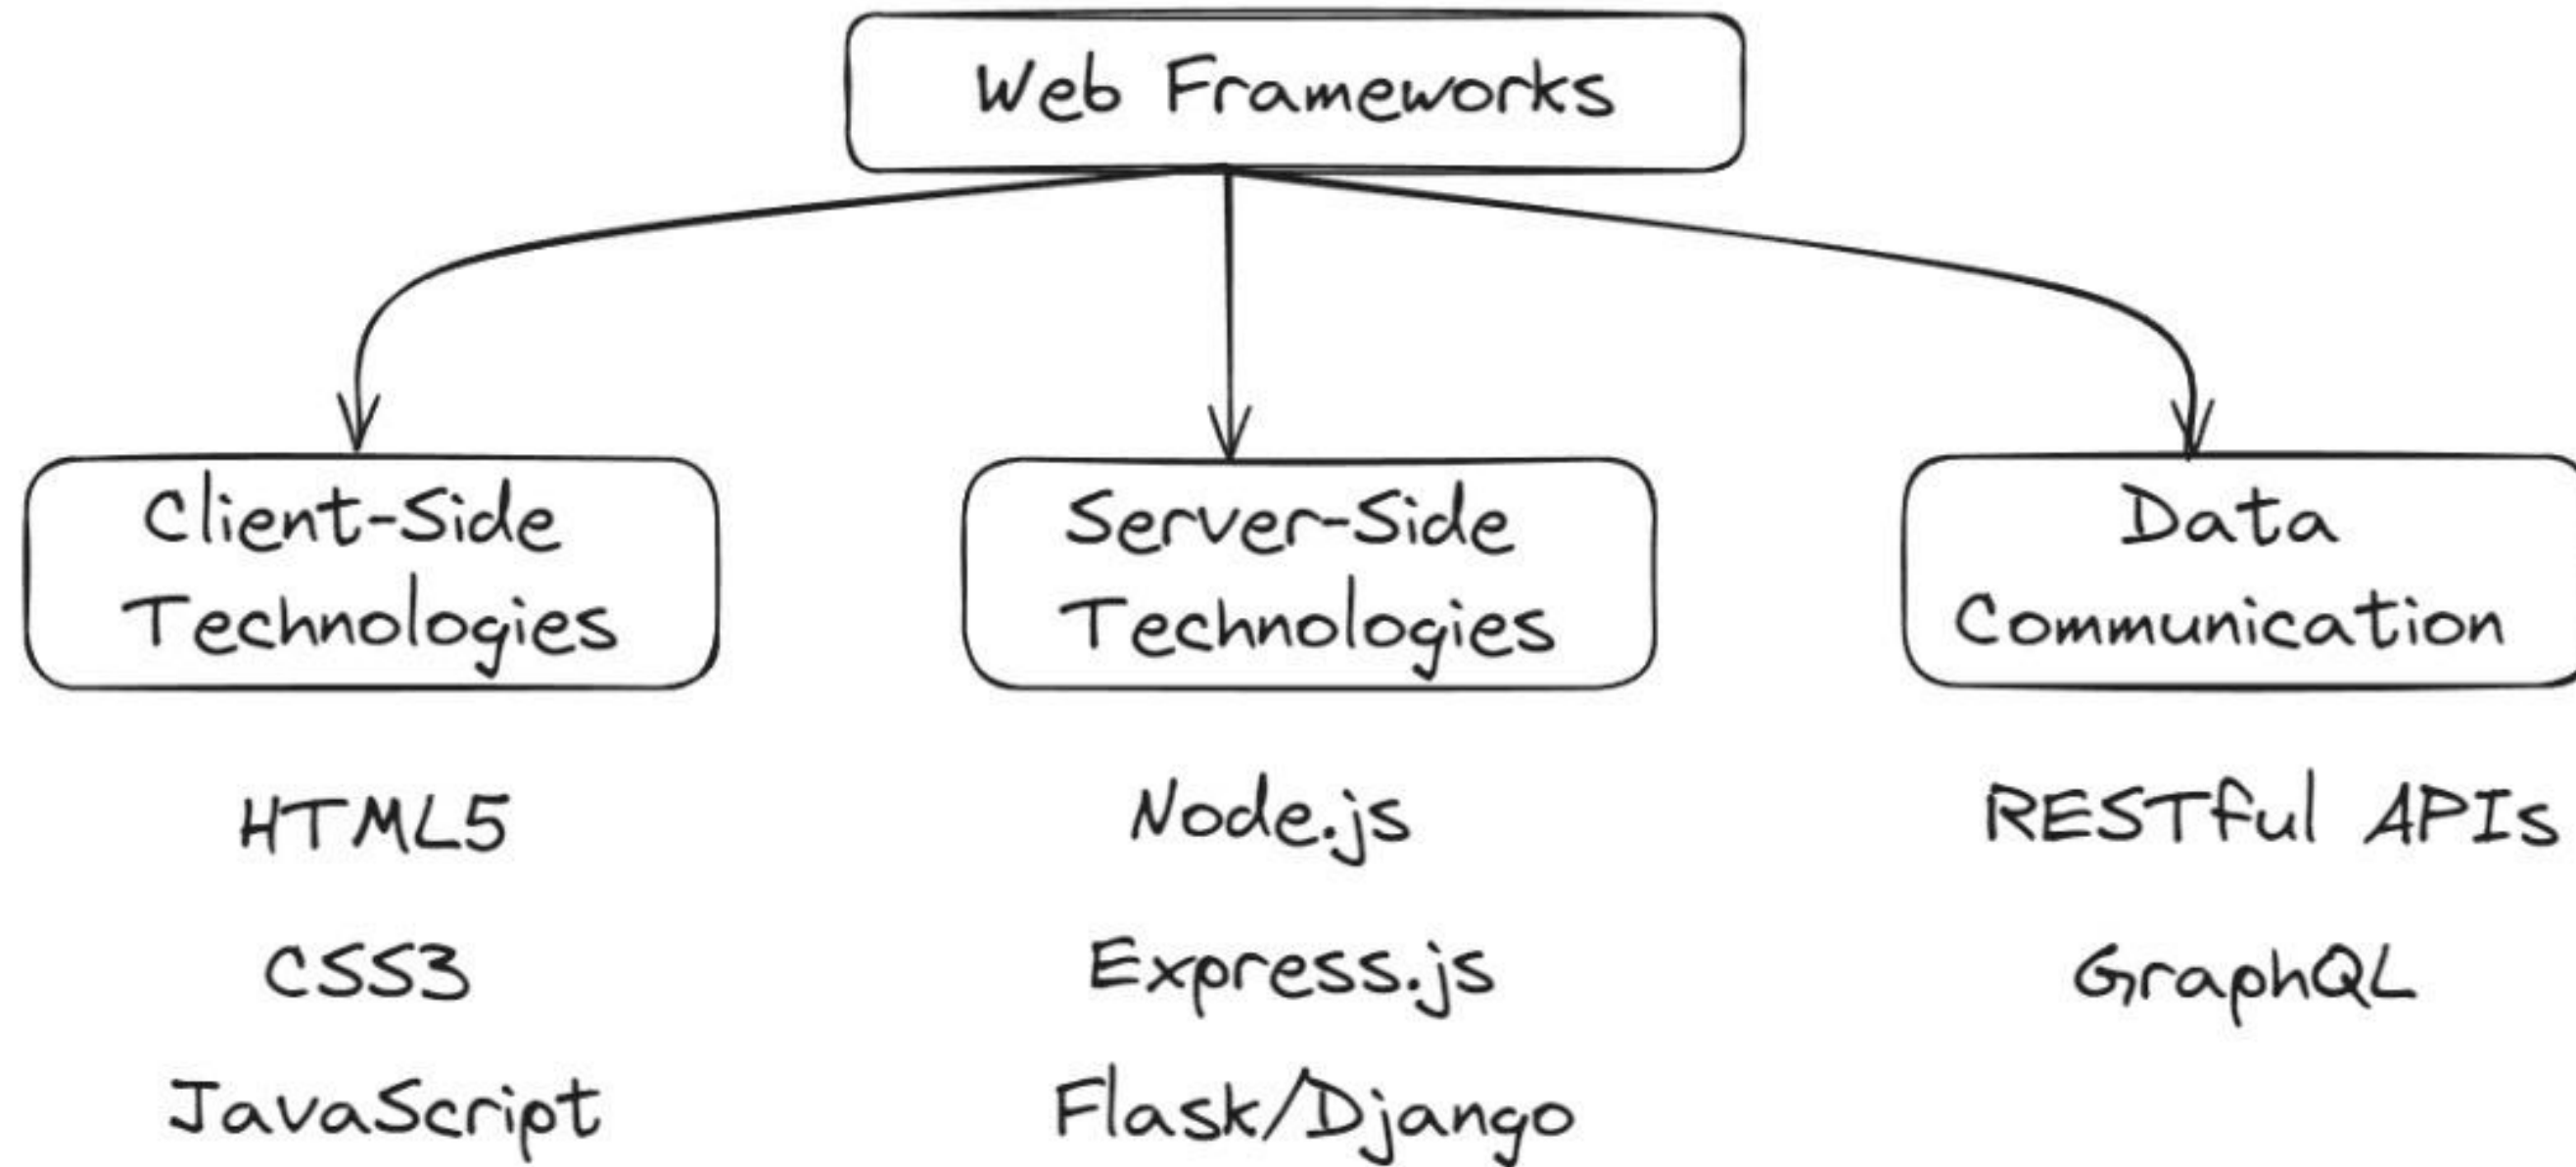 Web Frameworks
Client-Side
Technologies
Server-Side
Technologies
Data
Communication
HTML5
CSS3
JavaScript
Node.js
Express.js
Flask/Django
RESTful APIs
GraphQL